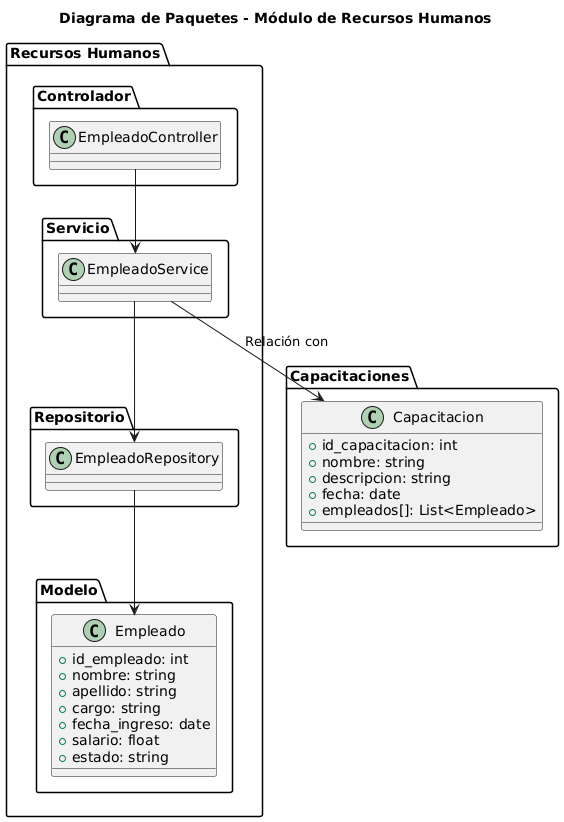 Diagrama de Paquetes - Módulo de Recursos Humanos
Recursos Humanos
Controlador
C EmpleadoController
Servicio
C EmpleadoService
Relación con
Capacitaciones
C Capacitacion
id_capacitacion: int
nombre: string
descripcion: string
fecha: date
empleados[]: List<Empleado>
Repositorio
C EmpleadoRepository
Modelo
C Empleado
id_empleado: int
nombre: string
apellido: string
cargo: string
fecha_ingreso: date
salario: float
estado: string